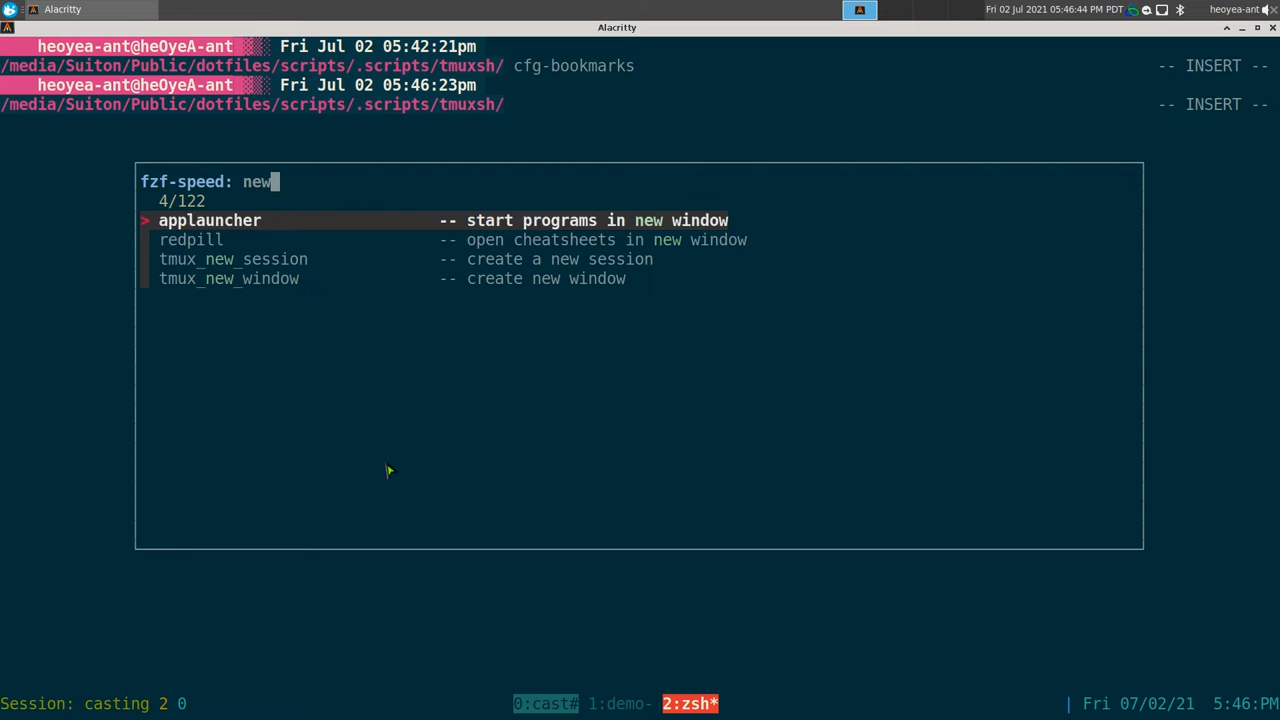 Alacritty
Fri 02 Jul 2021 05:46:44 PM PDT
heoyea-ant
Alacritty
heoyea-ant@heOyeA-ant Fri Jul 02 05:42:21pm
/media/Suiton/Public/dotfiles/scripts/.scripts/tmuxsh/ cfg-bookmarks -- INSERT --
heoyea-ant@heOyeA-ant Fri Jul 02 05:46:23pm
/media/Suiton/Public/dotfiles/scripts/.scripts/tmuxsh/ -- INSERT --
fzf-speed: new
4/122
> applauncher -- start programs in new window
redpill -- open cheatsheets in new window
tmux_new_session -- create a new session
tmux_new_window -- create new window
Session: casting 2 0 0:cast# 1:demo- 2:zsh* | Fri 07/02/21 5:46PM